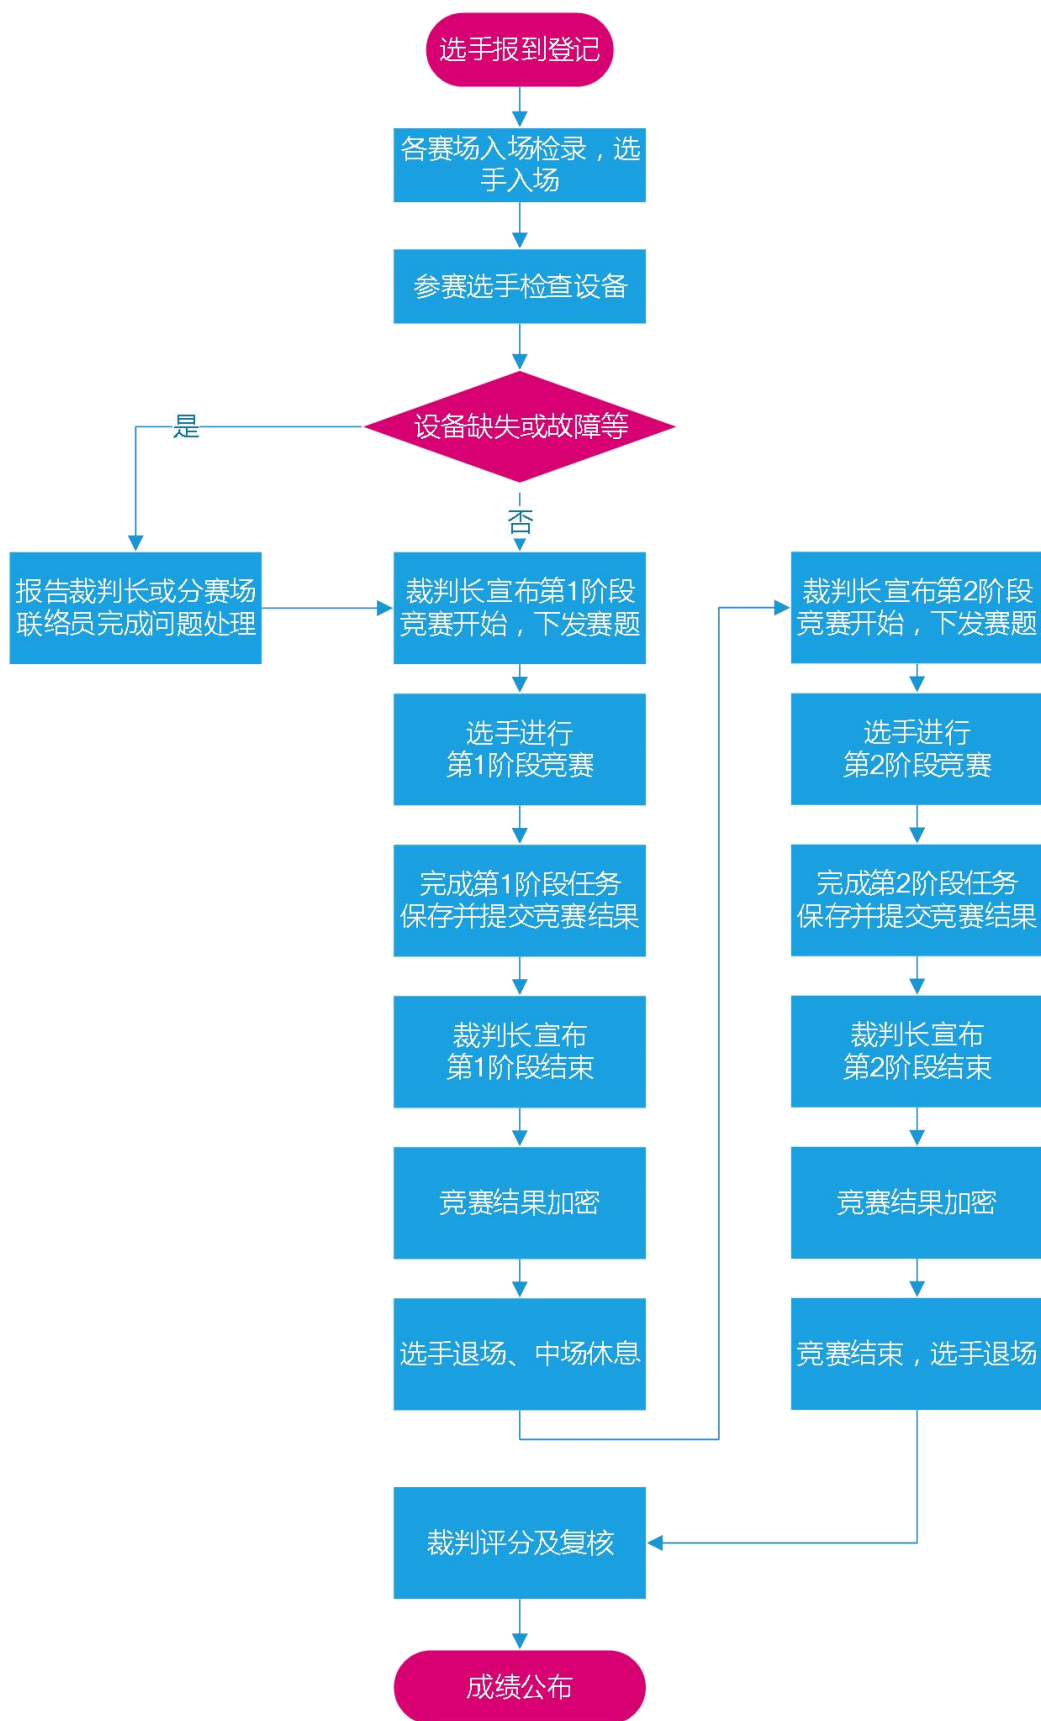 选手报到登记
各赛场入场检录，选
手入场
参赛选手检查设备
设备缺失或故障等
是
否
报告裁判长或分赛场
联络员完成问题处理
裁判长宣布第1阶段
竞赛开始，下发赛题
选手进行
第1阶段竞赛
完成第1阶段任务
保存并提交竞赛结果
裁判长宣布
第1阶段结束
竞赛结果加密
选手退场、中场休息
裁判长宣布第2阶段
竞赛开始，下发赛题
选手进行
第2阶段竞赛
完成第2阶段任务
保存并提交竞赛结果
裁判长宣布
第2阶段结束
竞赛结果加密
竞赛结束，选手退场
裁判评分及复核
成绩公布